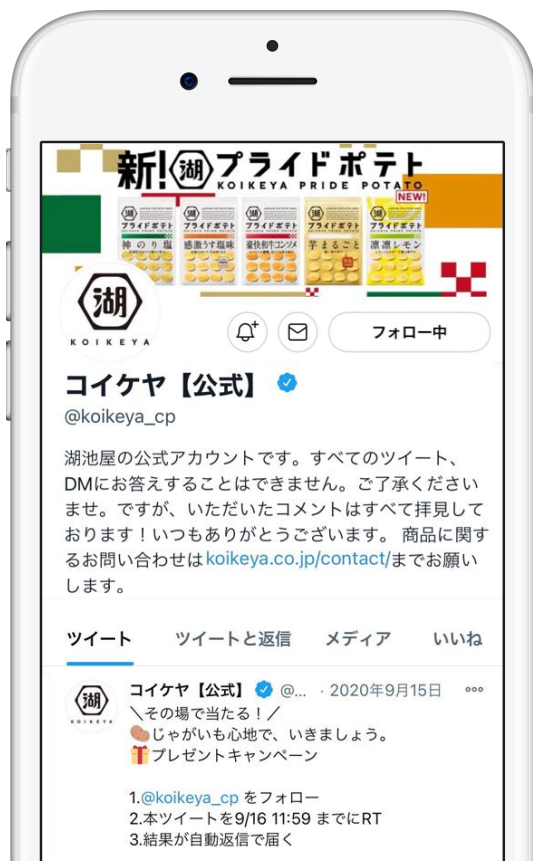 新!湖プライドポテト
KOIKEYA PRIDE POTATO
NEW!
湖 湖 湖 湖 湖
プライドポテト プライドポテト プライドポテト プライドポテト プライドポテト
神のり塩 感激うす塩味 豪快和牛コンソメ 芋まるごと 凛凛レモン
湖
KOIKEYA
フォロー中
コイケヤ【公式】
@koikeya_cp
湖池屋の公式アカウントです。すべてのツイート、
DMにお答えすることはできません。ご了承ください
ませ。ですが、いただいたコメントはすべて拝見して
おります!いつもありがとうございます。 商品に関す
るお問い合わせはkoikeya.co.jp/contact/までお願い
します。
ツイート ツイートと返信 メディア いいね
湖
KOIKEYA
コイケヤ【公式】 @... · 2020年9月15日
\その場で当たる!/
🥔じゃがいも心地で、いきましょう。
🎁プレゼントキャンペーン
1.@koikeya_cp をフォロー
2.本ツイートを9/16 11:59 までにRT
3.結果が自動返信で届く